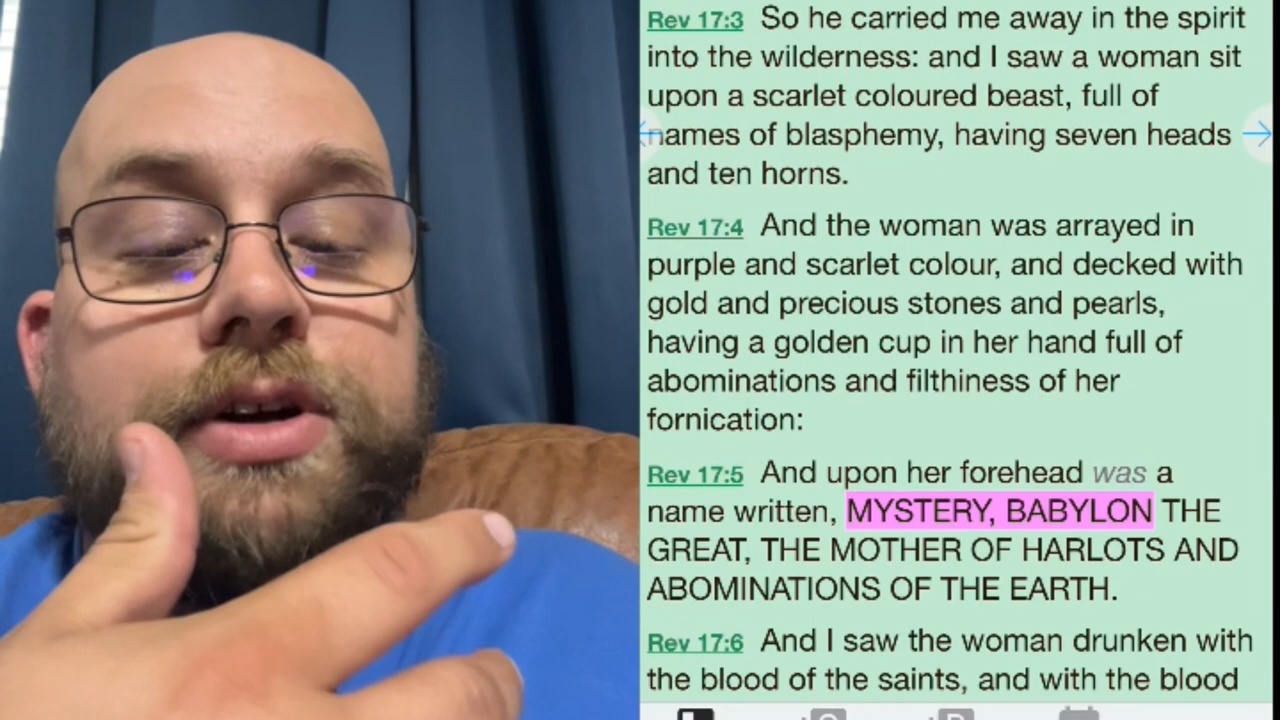 Rev 17:3 So he carried me away in the spirit
into the wilderness: and I saw a woman sit
upon a scarlet coloured beast, full of
names of blasphemy, having seven heads
and ten horns.
Rev 17:4 And the woman was arrayed in
purple and scarlet colour, and decked with
gold and precious stones and pearls,
having a golden cup in her hand full of
abominations and filthiness of her
fornication:
Rev 17:5 And upon her forehead was a
name written, MYSTERY, BABYLON THE
GREAT, THE MOTHER OF HARLOTS AND
ABOMINATIONS OF THE EARTH.
Rev 17:6 And I saw the woman drunken with
the blood of the saints, and with the blood